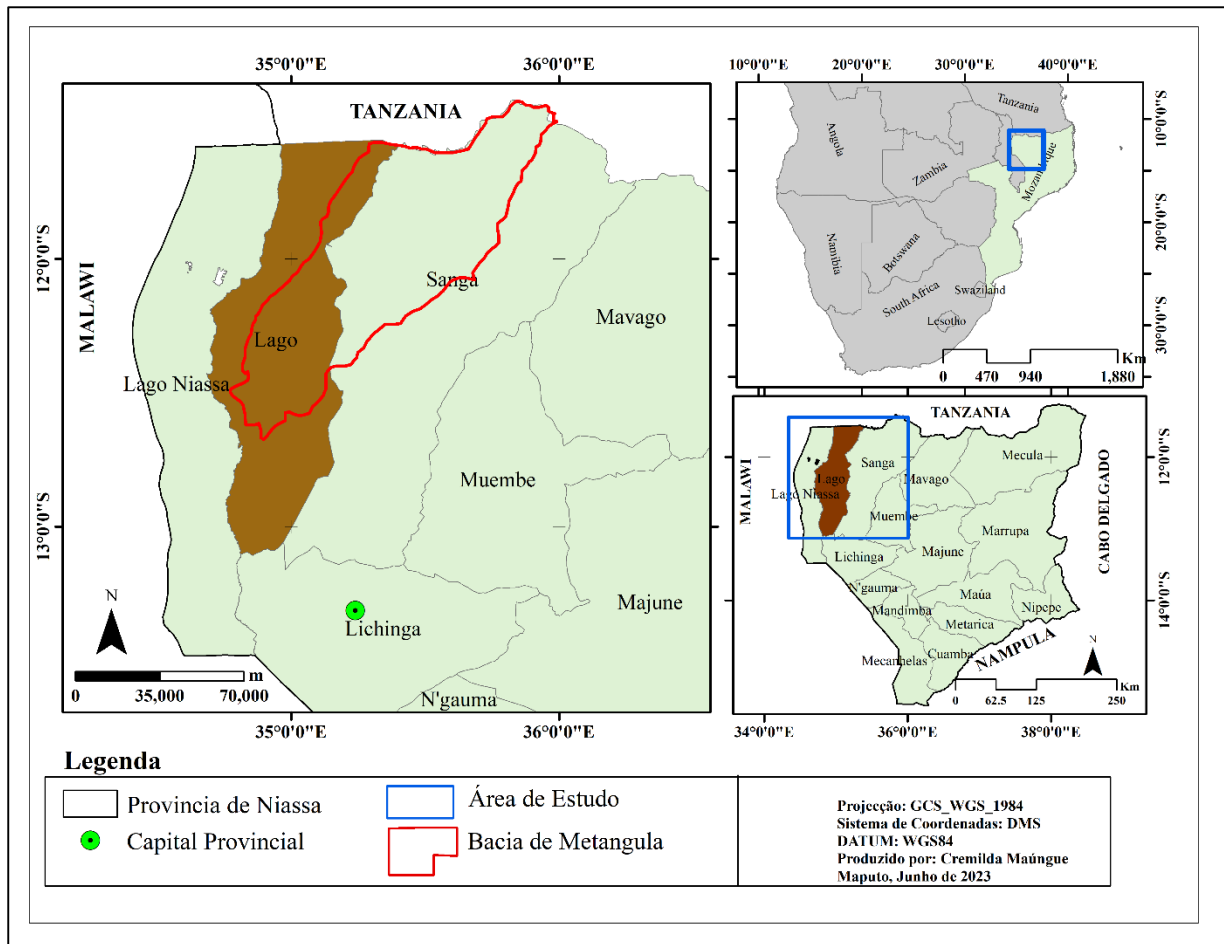 35°0'0"E
36°0'0"E
TANZANIA
12°0'0"S
12°0'0"S
MALAWI
Sanga
Mavago
Lago
Lago Niassa
Muembe
13°0'0"S
13°0'0"S
N
Lichinga
Majune
N'gauma
0 35,000 70,000 m
35°0'0"E
36°0'0"E
10°0'0"E
20°0'0"E
30°0'0"E
40°0'0"E
Tanzania
10°0'0"S
Angola
Zambia
Mozambique
20°0'0"S
Namibia
Botswana
South Africa
Swaziland
Lesotho
30°0'0"S
Km
0 470 940 1,880
TANZANIA
Mecula
12°0'0"S
MALAWI
Sanga
Lago
Mavago
Lago Niassa
Muembe
CABO DELGADO
Marrupa
Lichinga
Majune
N'gauma
Maúa
Mandimba
Nipepe
14°0'0"S
Metarica
Cuamba
Mecanhelas
NAMPULA
N
Km
0 62.5 125 250
34°0'0"E
36°0'0"E
38°0'0"E
Legenda
Provincia de Niassa
Área de Estudo
Capital Provincial
Bacia de Metangula
Projecção: GCS_WGS_1984
Sistema de Coordenadas: DMS
DATUM: WGS84
Produzido por: Cremilda Maúngue
Maputo, Junho de 2023